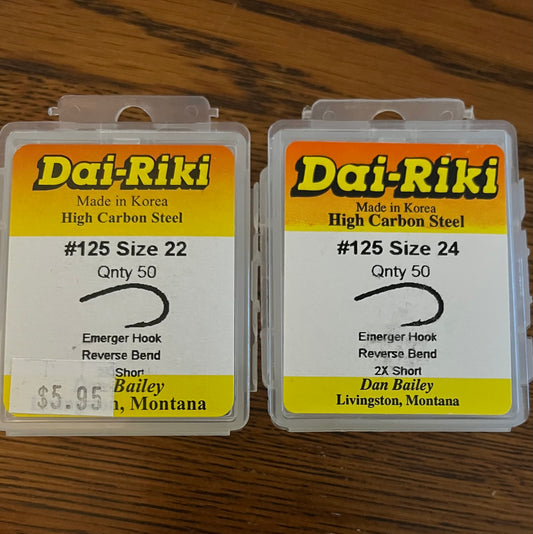 Dai-Riki
Made in Korea
High Carbon Steel
#125 Size 22
Qnty 50
Emerger Hook
Reverse Bend
Short
Bailey
$5.95
n, Montana
Dai-Riki
Made in Korea
High Carbon Steel
#125 Size 24
Qnty 50
Emerger Hook
Reverse Bend
2X Short
Dan Bailey
Livingston, Montana